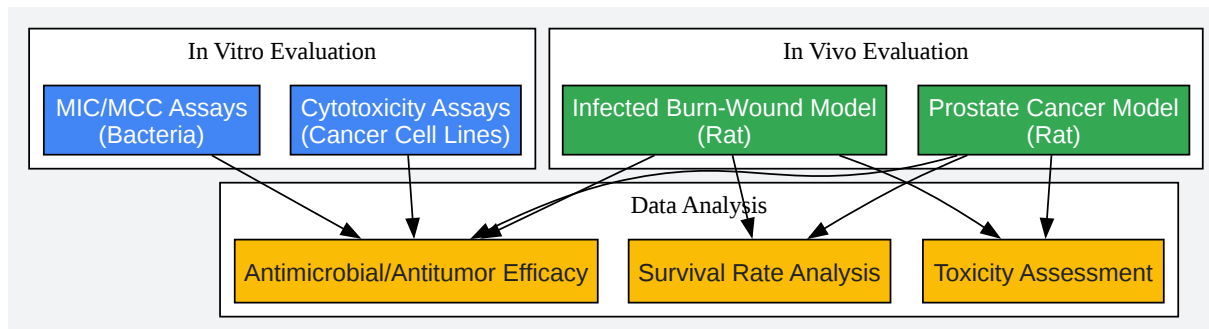 In Vitro Evaluation
In Vivo Evaluation
MIC/MCC Assays
(Bacteria)
Cytotoxicity Assays
(Cancer Cell Lines)
Infected Burn-Wound Model
(Rat)
Prostate Cancer Model
(Rat)
Data Analysis
Antimicrobial/Antitumor Efficacy
Survival Rate Analysis
Toxicity Assessment